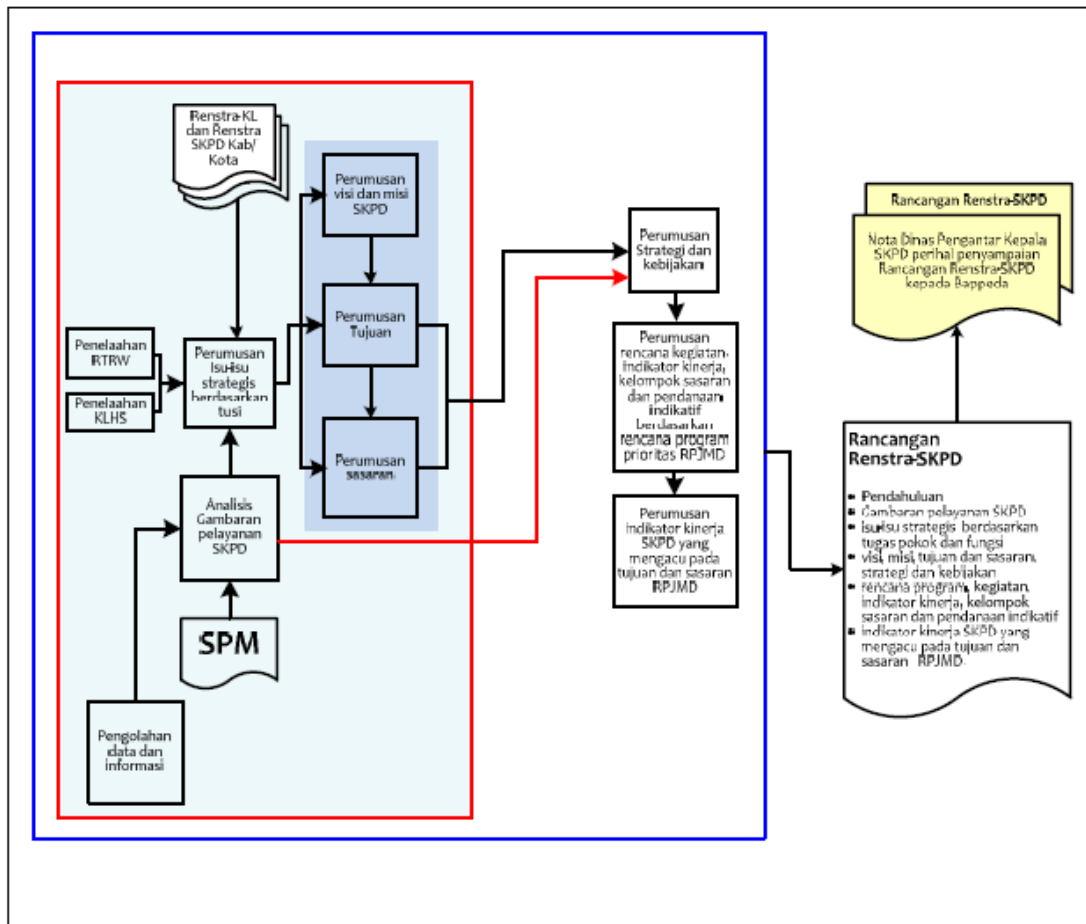 Renstra-KL
dan Renstra
SKPD Kab/
Kota
Perumusan
visi dan misi
SKPD
Perumusan
Tujuan
Perumusan
sasaran
Penelaahan
RTRW
Penelaahan
KLHS
Perumusan
Isu-isu
strategis
berdasarkan
tusi
Analisis
Gambaran
pelayanan
SKPD
SPM
Pengolahan
data dan
informasi
Perumusan
Strategi dan
kebijakan
Perumusan
rencana kegiatan,
indikator kinerja,
kelompok sasaran
dan pendanaan
indikatif
berdasarkan
rencana program
prioritas RPJMD
Perumusan
indikator kinerja
SKPD yang
mengacu pada
tujuan dan sasaran
RPJMD
Rancangan Renstra-SKPD
Nota Dinas Pengantar Kepala
SKPD perihal penyampaian
Rancangan Renstra-SKPD
kepada Bappeda
Rancangan
Renstra-SKPD
• Pendahuluan
• Gambaran pelayanan SKPD
• isu-isu strategis berdasarkan
tugas pokok dan fungsi
• visi, misi, tujuan dan sasaran,
strategi dan kebijakan
• rencana program, kegiatan,
indikator kinerja, kelompok
sasaran dan pendanaan indikatif
• indikator kinerja SKPD yang
mengacu pada tujuan dan
sasaran RPJMD.